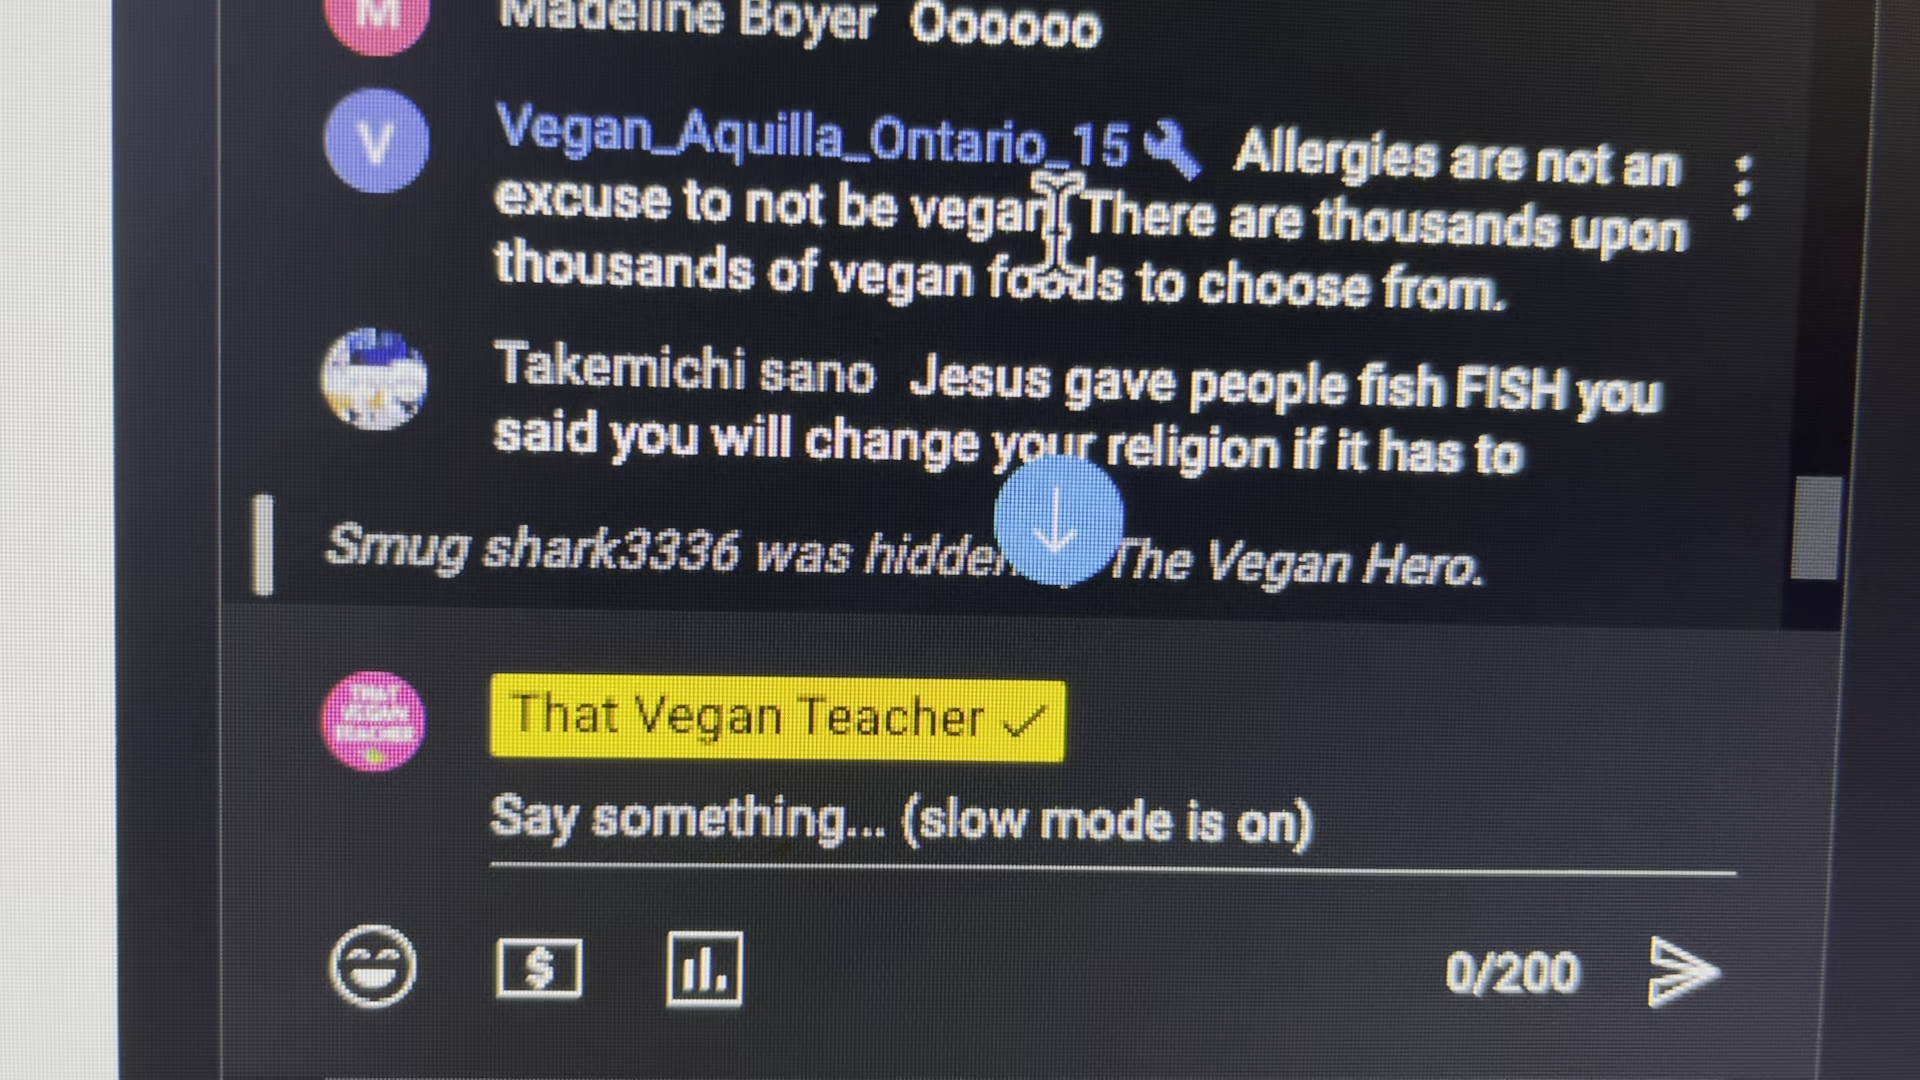 M Madeline Boyer Oooooo
V Vegan_Aquilla_Ontario_15 Allergies are not an
excuse to not be vegan! There are thousands upon
thousands of vegan foods to choose from.
Takemichi sano Jesus gave people fish FISH you
said you will change your religion if it has to
Smug shark3336 was hidden The Vegan Hero.
THAT VEGAN TEACHER
That Vegan Teacher ✓
Say something... (slow mode is on)
$
0/200